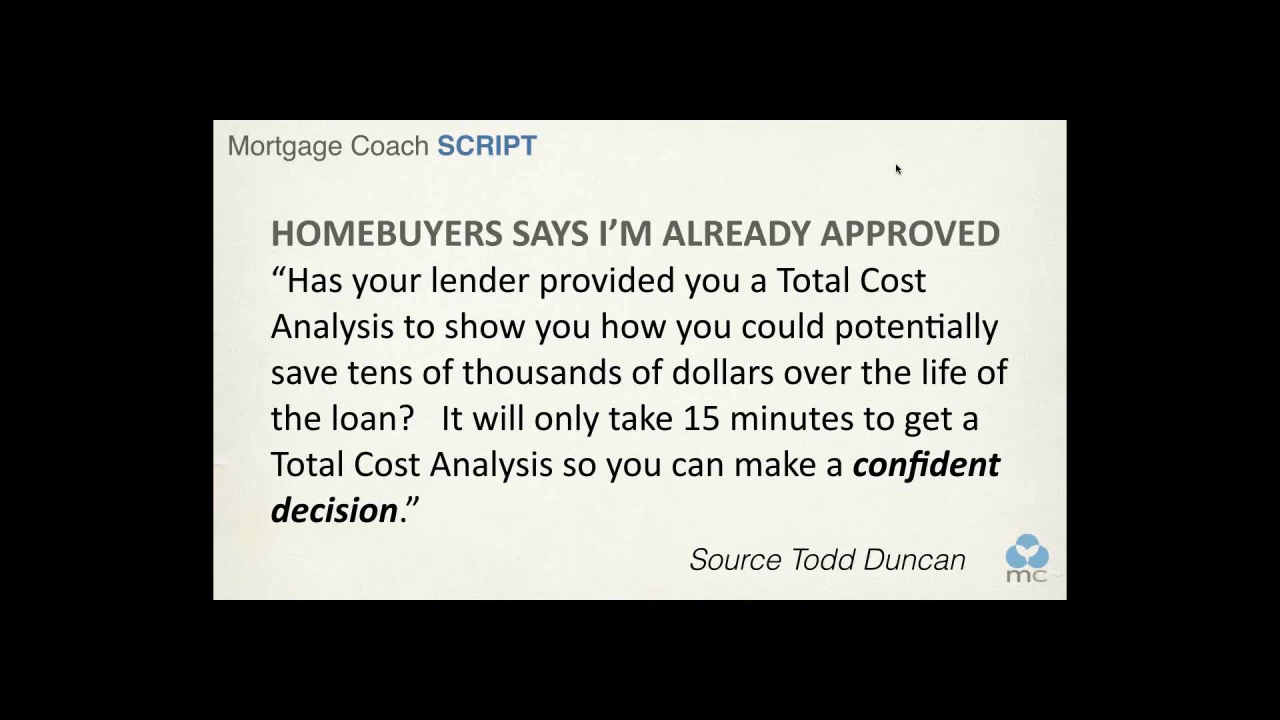 Mortgage Coach SCRIPT
HOMEBUYERS SAYS I’M ALREADY APPROVED
“Has your lender provided you a Total Cost
Analysis to show you how you could potentially
save tens of thousands of dollars over the life of
the loan?   It will only take 15 minutes to get a
Total Cost Analysis so you can make a confident
decision.”
Source Todd Duncan
mc